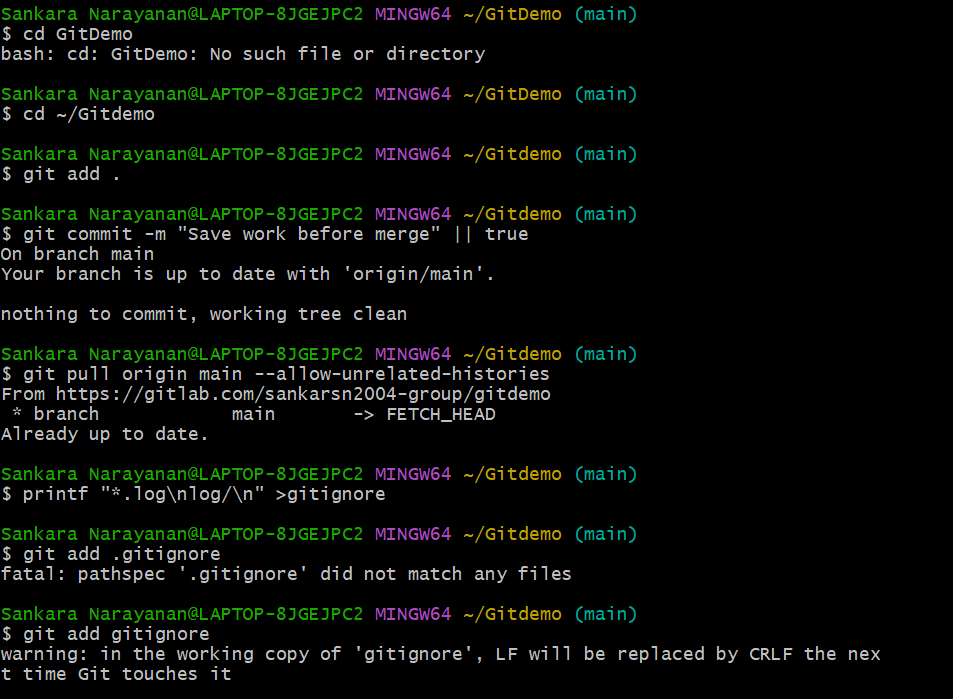 Sankara Narayanan@LAPTOP-8JGEJPC2 MINGW64 ~/GitDemo (main)
$ cd GitDemo
bash: cd: GitDemo: No such file or directory
Sankara Narayanan@LAPTOP-8JGEJPC2 MINGW64 ~/GitDemo (main)
$ cd ~/Gitdemo
Sankara Narayanan@LAPTOP-8JGEJPC2 MINGW64 ~/Gitdemo (main)
$ git add .
Sankara Narayanan@LAPTOP-8JGEJPC2 MINGW64 ~/Gitdemo (main)
$ git commit -m "Save work before merge" || true
On branch main
Your branch is up to date with 'origin/main'.
nothing to commit, working tree clean
Sankara Narayanan@LAPTOP-8JGEJPC2 MINGW64 ~/Gitdemo (main)
$ git pull origin main --allow-unrelated-histories
From https://gitlab.com/sankarsn2004-group/gitdemo
 * branch            main       -> FETCH_HEAD
Already up to date.
Sankara Narayanan@LAPTOP-8JGEJPC2 MINGW64 ~/Gitdemo (main)
$ printf "*.log\nlog/\n" >gitignore
Sankara Narayanan@LAPTOP-8JGEJPC2 MINGW64 ~/Gitdemo (main)
$ git add .gitignore
fatal: pathspec '.gitignore' did not match any files
Sankara Narayanan@LAPTOP-8JGEJPC2 MINGW64 ~/Gitdemo (main)
$ git add gitignore
warning: in the working copy of 'gitignore', LF will be replaced by CRLF the nex
t time Git touches it